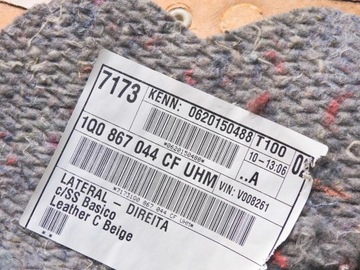 7173
KENN: 0620150488 T100
*0620150488*
10-13:06
1Q0 867 044 CF UHM
..A
VIN: V008261
LATERAL - DIREITA
c/SS Basico
Leather C Beige